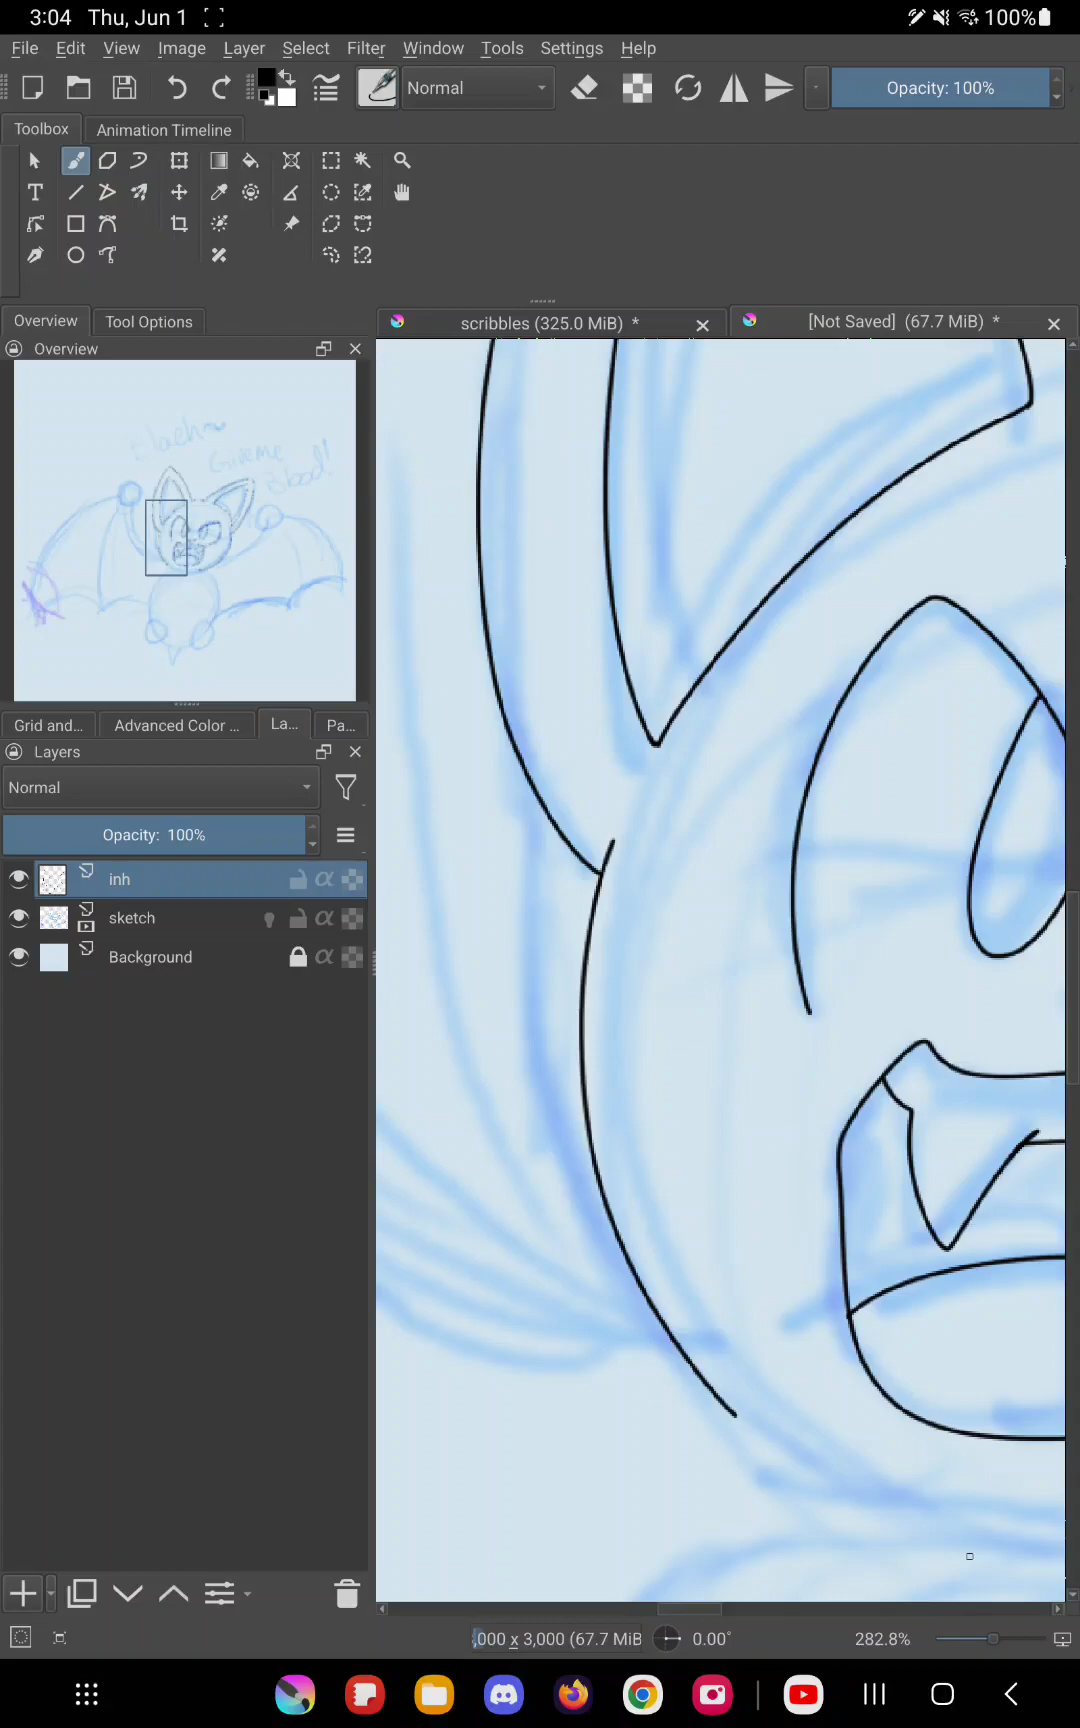 3:04 Thu, Jun 1 100%
File Edit View Image Layer Select Filter Window Tools Settings Help
Normal Opacity: 100%
Toolbox Animation Timeline
Overview Tool Options
scribbles (325.0 MiB) * [Not Saved] (67.7 MiB) *
Overview
Blaeh~
Giveme
Blood!
Grid and... Advanced Color ... La... Pa...
Layers
Normal
Opacity: 100%
inh
sketch
Background
,000 x 3,000 (67.7 MiB 0.00° 282.8%